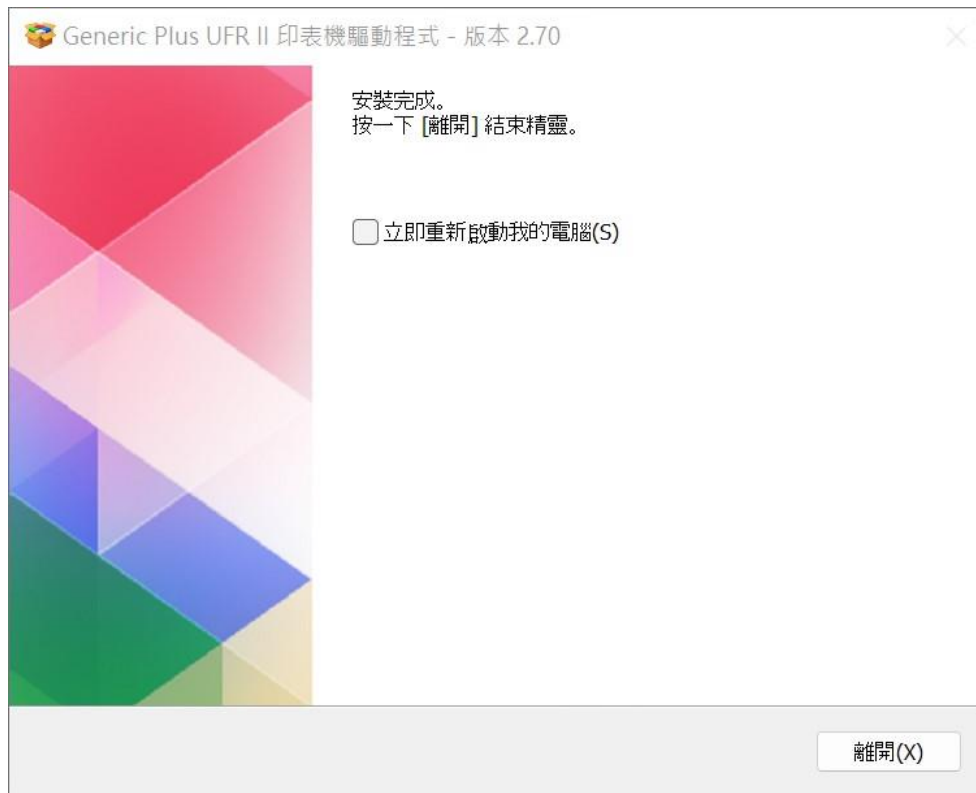 Generic Plus UFR II 印表機驅動程式 - 版本 2.70
安裝完成。
按一下 [離開] 結束精靈。
立即重新啟動我的電腦(S)
離開(X)